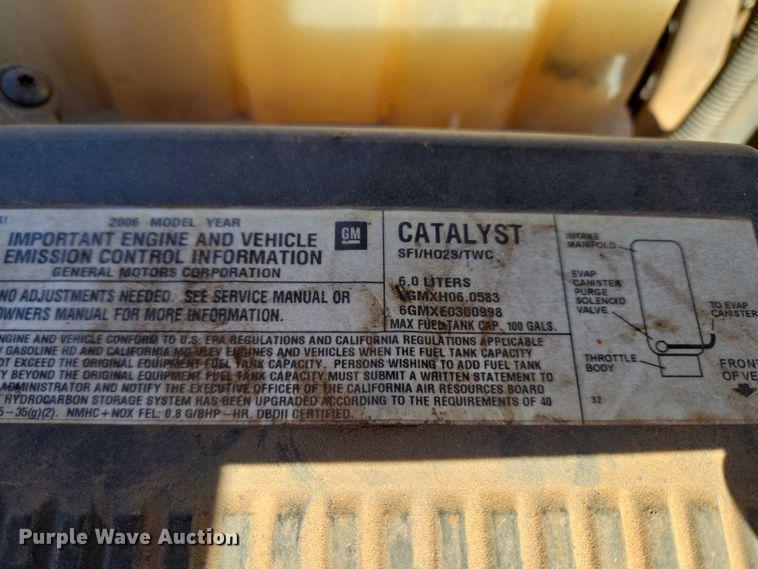 2006 MODEL YEAR
IMPORTANT ENGINE AND VEHICLE
EMISSION CONTROL INFORMATION
GENERAL MOTORS CORPORATION
GM
NO ADJUSTMENTS NEEDED. SEE SERVICE MANUAL OR
OWNERS MANUAL FOR MORE INFORMATION.
CATALYST
SFI/HO2S/TWC
6.0 LITERS
6GMXH06.0583
6GMXE0300998
MAX FUEL TANK CAP. 100 GALS.
ENGINE AND VEHICLE CONFORM TO U.S. EPA REGULATIONS AND CALIFORNIA REGULATIONS APPLICABLE
GASOLINE HD AND CALIFORNIA MD ULEV ENGINES AND VEHICLES WHEN THE FUEL TANK CAPACITY
NOT EXCEED THE ORIGINAL EQUIPMENT FUEL TANK CAPACITY. PERSONS WISHING TO ADD FUEL TANK
BEYOND THE ORIGINAL EQUIPMENT FUEL TANK CAPACITY MUST SUBMIT A WRITTEN STATEMENT TO
ADMINISTRATOR AND NOTIFY THE EXECUTIVE OFFICER OF THE CALIFORNIA AIR RESOURCES BOARD
HYDROCARBON STORAGE SYSTEM HAS BEEN UPGRADED ACCORDING TO THE REQUIREMENTS OF 40
5-35(g)(2). NMHC+NOX FEL: 0.8 G/BHP-HR. OBDII CERTIFIED.
INTAKE
MANIFOLD
EVAP
CANISTER
PURGE
SOLENOID
VALVE
TO EVAP
CANISTER
THROTTLE
BODY
FRONT
OF VE
32
Purple Wave Auction